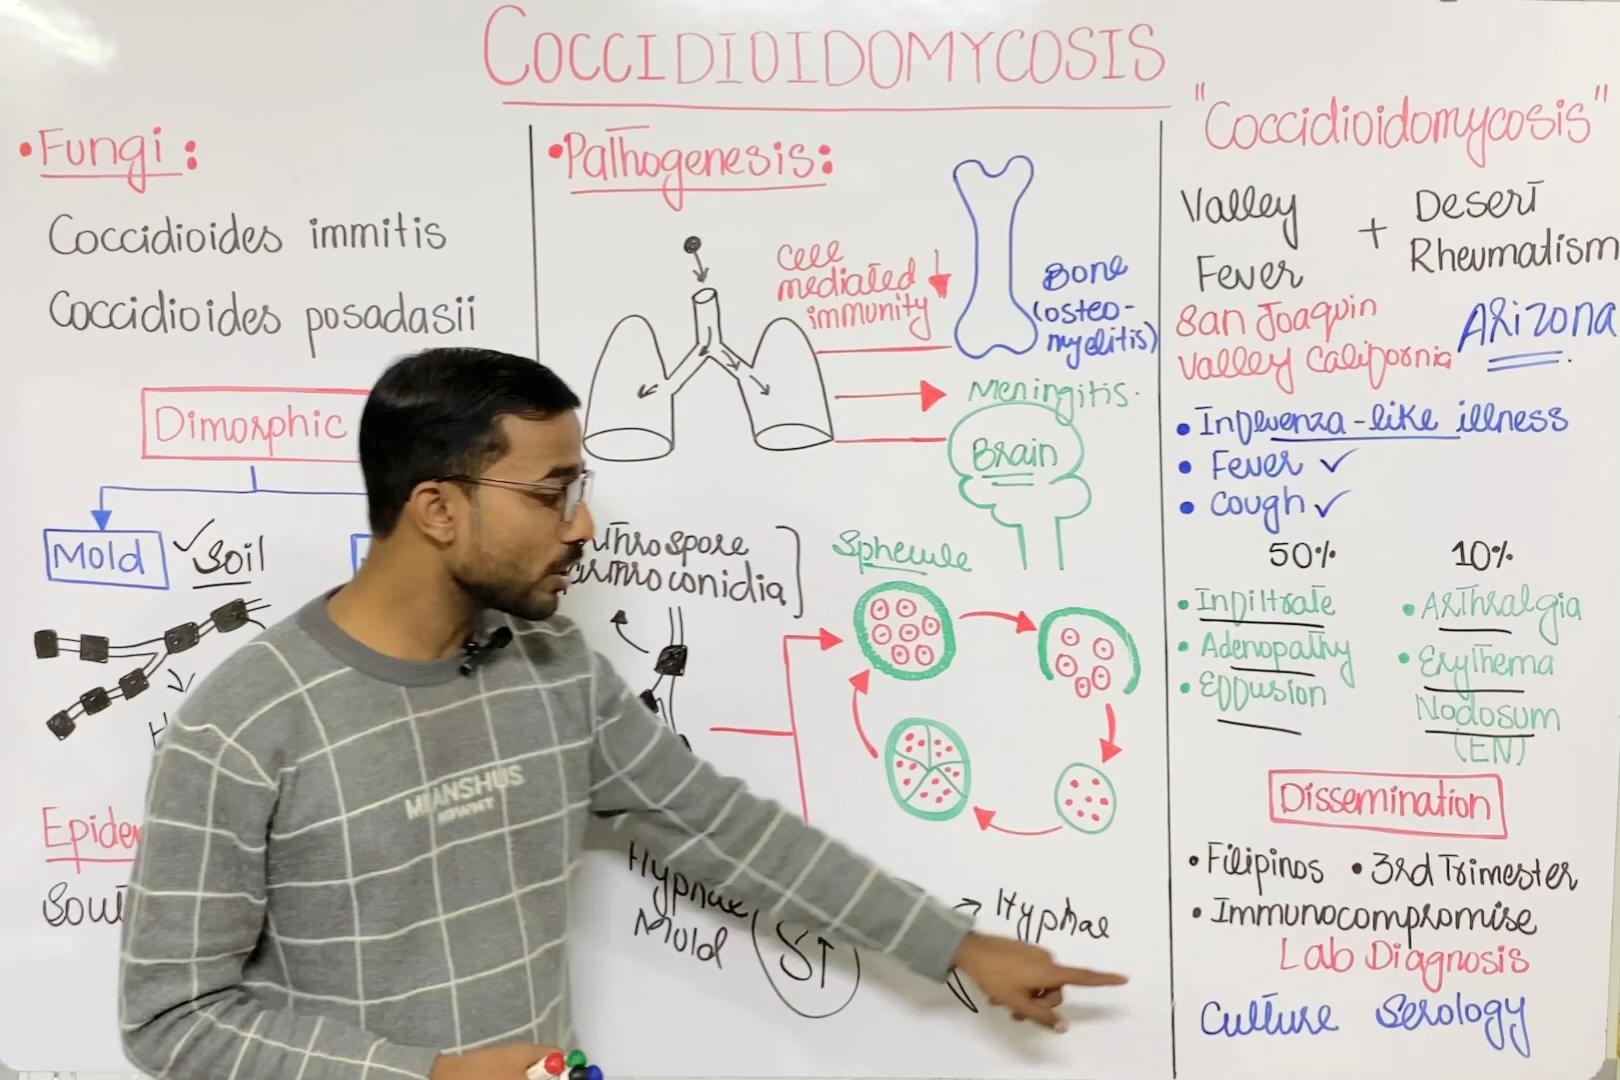 COCCIDIOIDOMYCOSIS
• Fungi:
Coccidioides immitis
Coccidioides posadasii
Dimorphic
Mold
Soil
• Pathogenesis:
Cell
mediated
immunity
Bone
(osteo-
myelitis)
Meningitis.
Brain
Spherule
Hyphae
Mold
ST
Hyphae
"Coccidioidomycosis"
Valley
Fever
+
Desert
Rheumatism
San Joaquin
Valley California
Arizona
• Influenza-like illness
• Fever ✓
• Cough ✓
50%
• Infiltrate
• Adenopathy
• Effusion
10%
• Arthralgia
• Erythema
Nodosum
(EN)
Dissemination
• Filipinos • 3rd Trimester
• Immunocompromise
Lab Diagnosis
Culture Serology